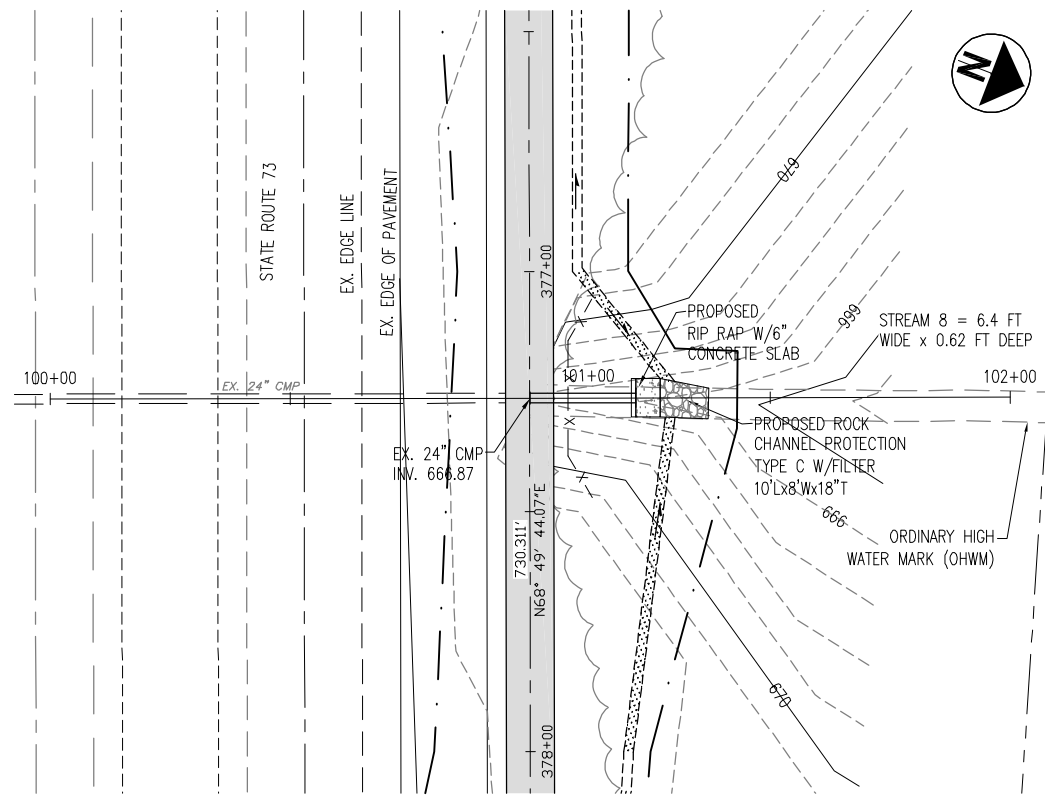 N
STATE ROUTE 73
EX. EDGE LINE
EX. EDGE OF PAVEMENT
377+00
670
PROPOSED
RIP RAP W/6"
CONCRETE SLAB
666
STREAM 8 = 6.4 FT
WIDE x 0.62 FT DEEP
100+00
EX. 24" CMP
101+00
102+00
EX. 24" CMP
INV. 666.87
PROPOSED ROCK
CHANNEL PROTECTION
TYPE C W/FILTER
10'Lx8'Wx18"T
666
ORDINARY HIGH
WATER MARK (OHWM)
730.311'
N68° 49' 44.07"E
670
378+00